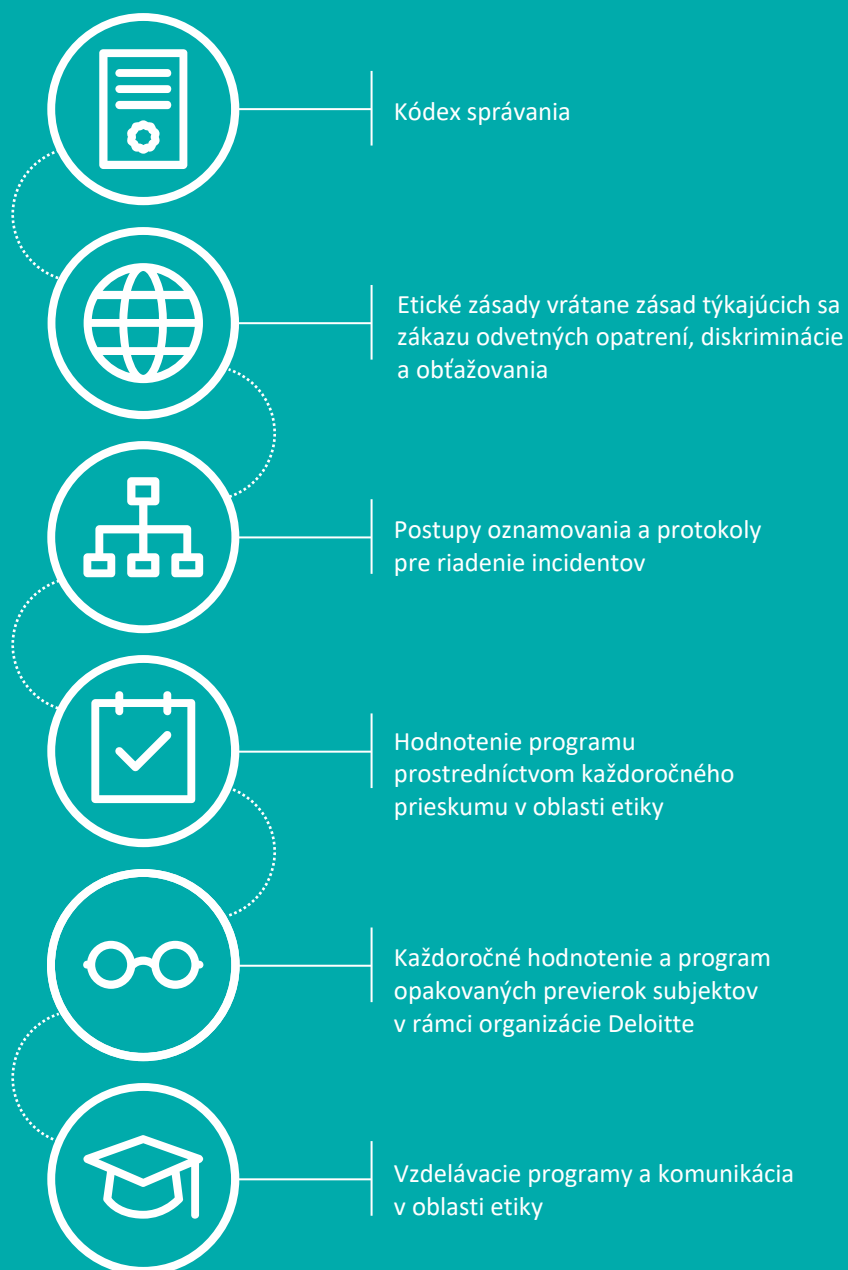 Kódex správania
Etické zásady vrátane zásad týkajúcich sa
zákazu odvetných opatrení, diskriminácie
a obťažovania
Postupy oznamovania a protokoly
pre riadenie incidentov
Hodnotenie programu
prostredníctvom každoročného
prieskumu v oblasti etiky
Každoročné hodnotenie a program
opakovaných previerok subjektov
v rámci organizácie Deloitte
Vzdelávacie programy a komunikácia
v oblasti etiky